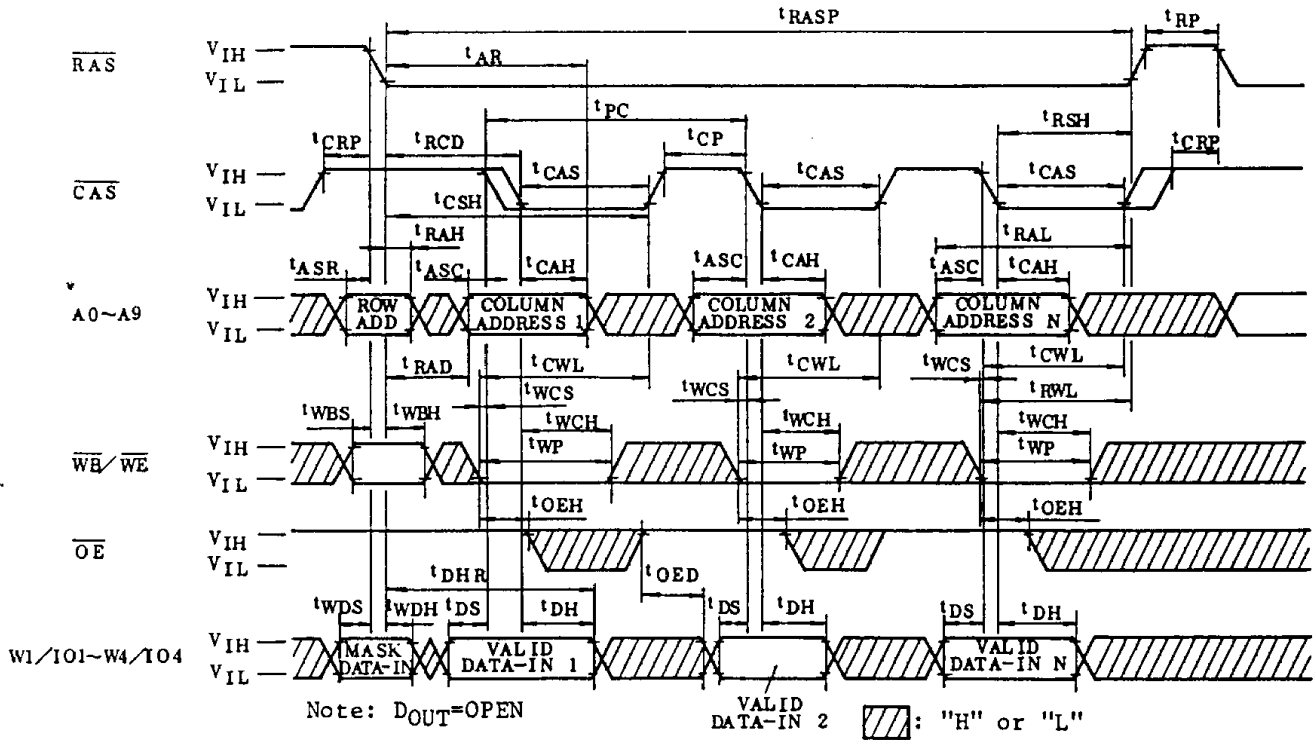 tRASP tRP
RAS VIH VIL tAR
tPC tRSH
tCRP tRCD tCAS tCP tCAS tCAS tCRP
CAS VIH VIL tCSH
tRAH tRAL
tASR tASC tCAH tASC tCAH tASC tCAH
A0~A9 VIH VIL ROW ADD COLUMN ADDRESS 1 COLUMN ADDRESS 2 COLUMN ADDRESS N
tRAD tCWL tCWL tWCS tCWL
tWCS tWCS tRWL
tWBS tWBH tWCH tWCH tWCH
WB/WE VIH VIL tWP tWP tWP
tOEH tOEH tOEH
OE VIH VIL
tDHR tOED
tWDS tWDH tDS tDH tDS tDH tDS tDH
W1/IO1~W4/IO4 VIH VIL MASK DATA-IN VALID DATA-IN 1 VALID DATA-IN N
Note: DOUT=OPEN VALID DATA-IN 2 : "H" or "L"